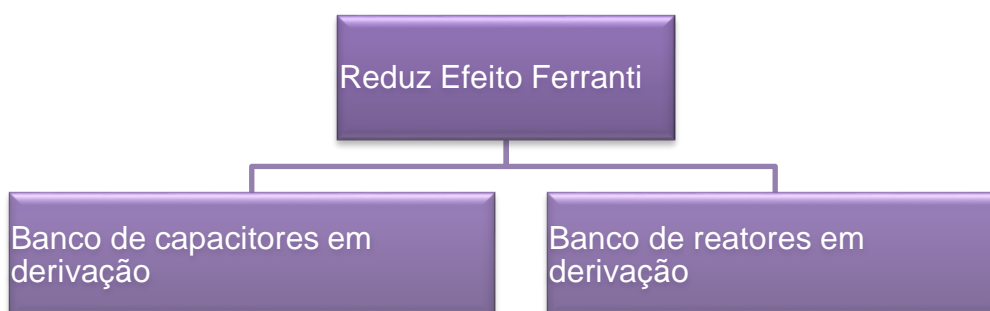 Reduz Efeito Ferranti
Banco de capacitores em
derivação
Banco de reatores em
derivação